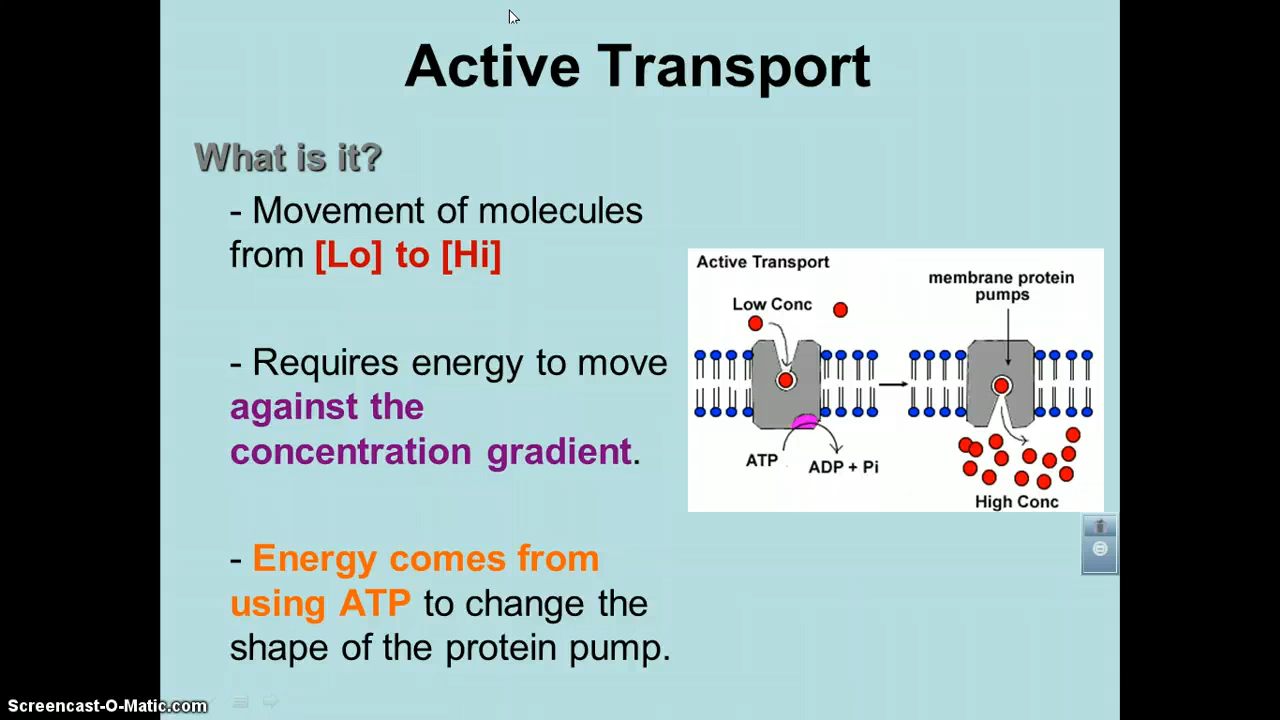 Active Transport
What is it?
- Movement of molecules
from [Lo] to [Hi]
- Requires energy to move
against the
concentration gradient.
- Energy comes from
using ATP to change the
shape of the protein pump.
Active Transport
Low Conc
membrane protein
pumps
ATP
ADP + Pi
High Conc
Screencast-O-Matic.com